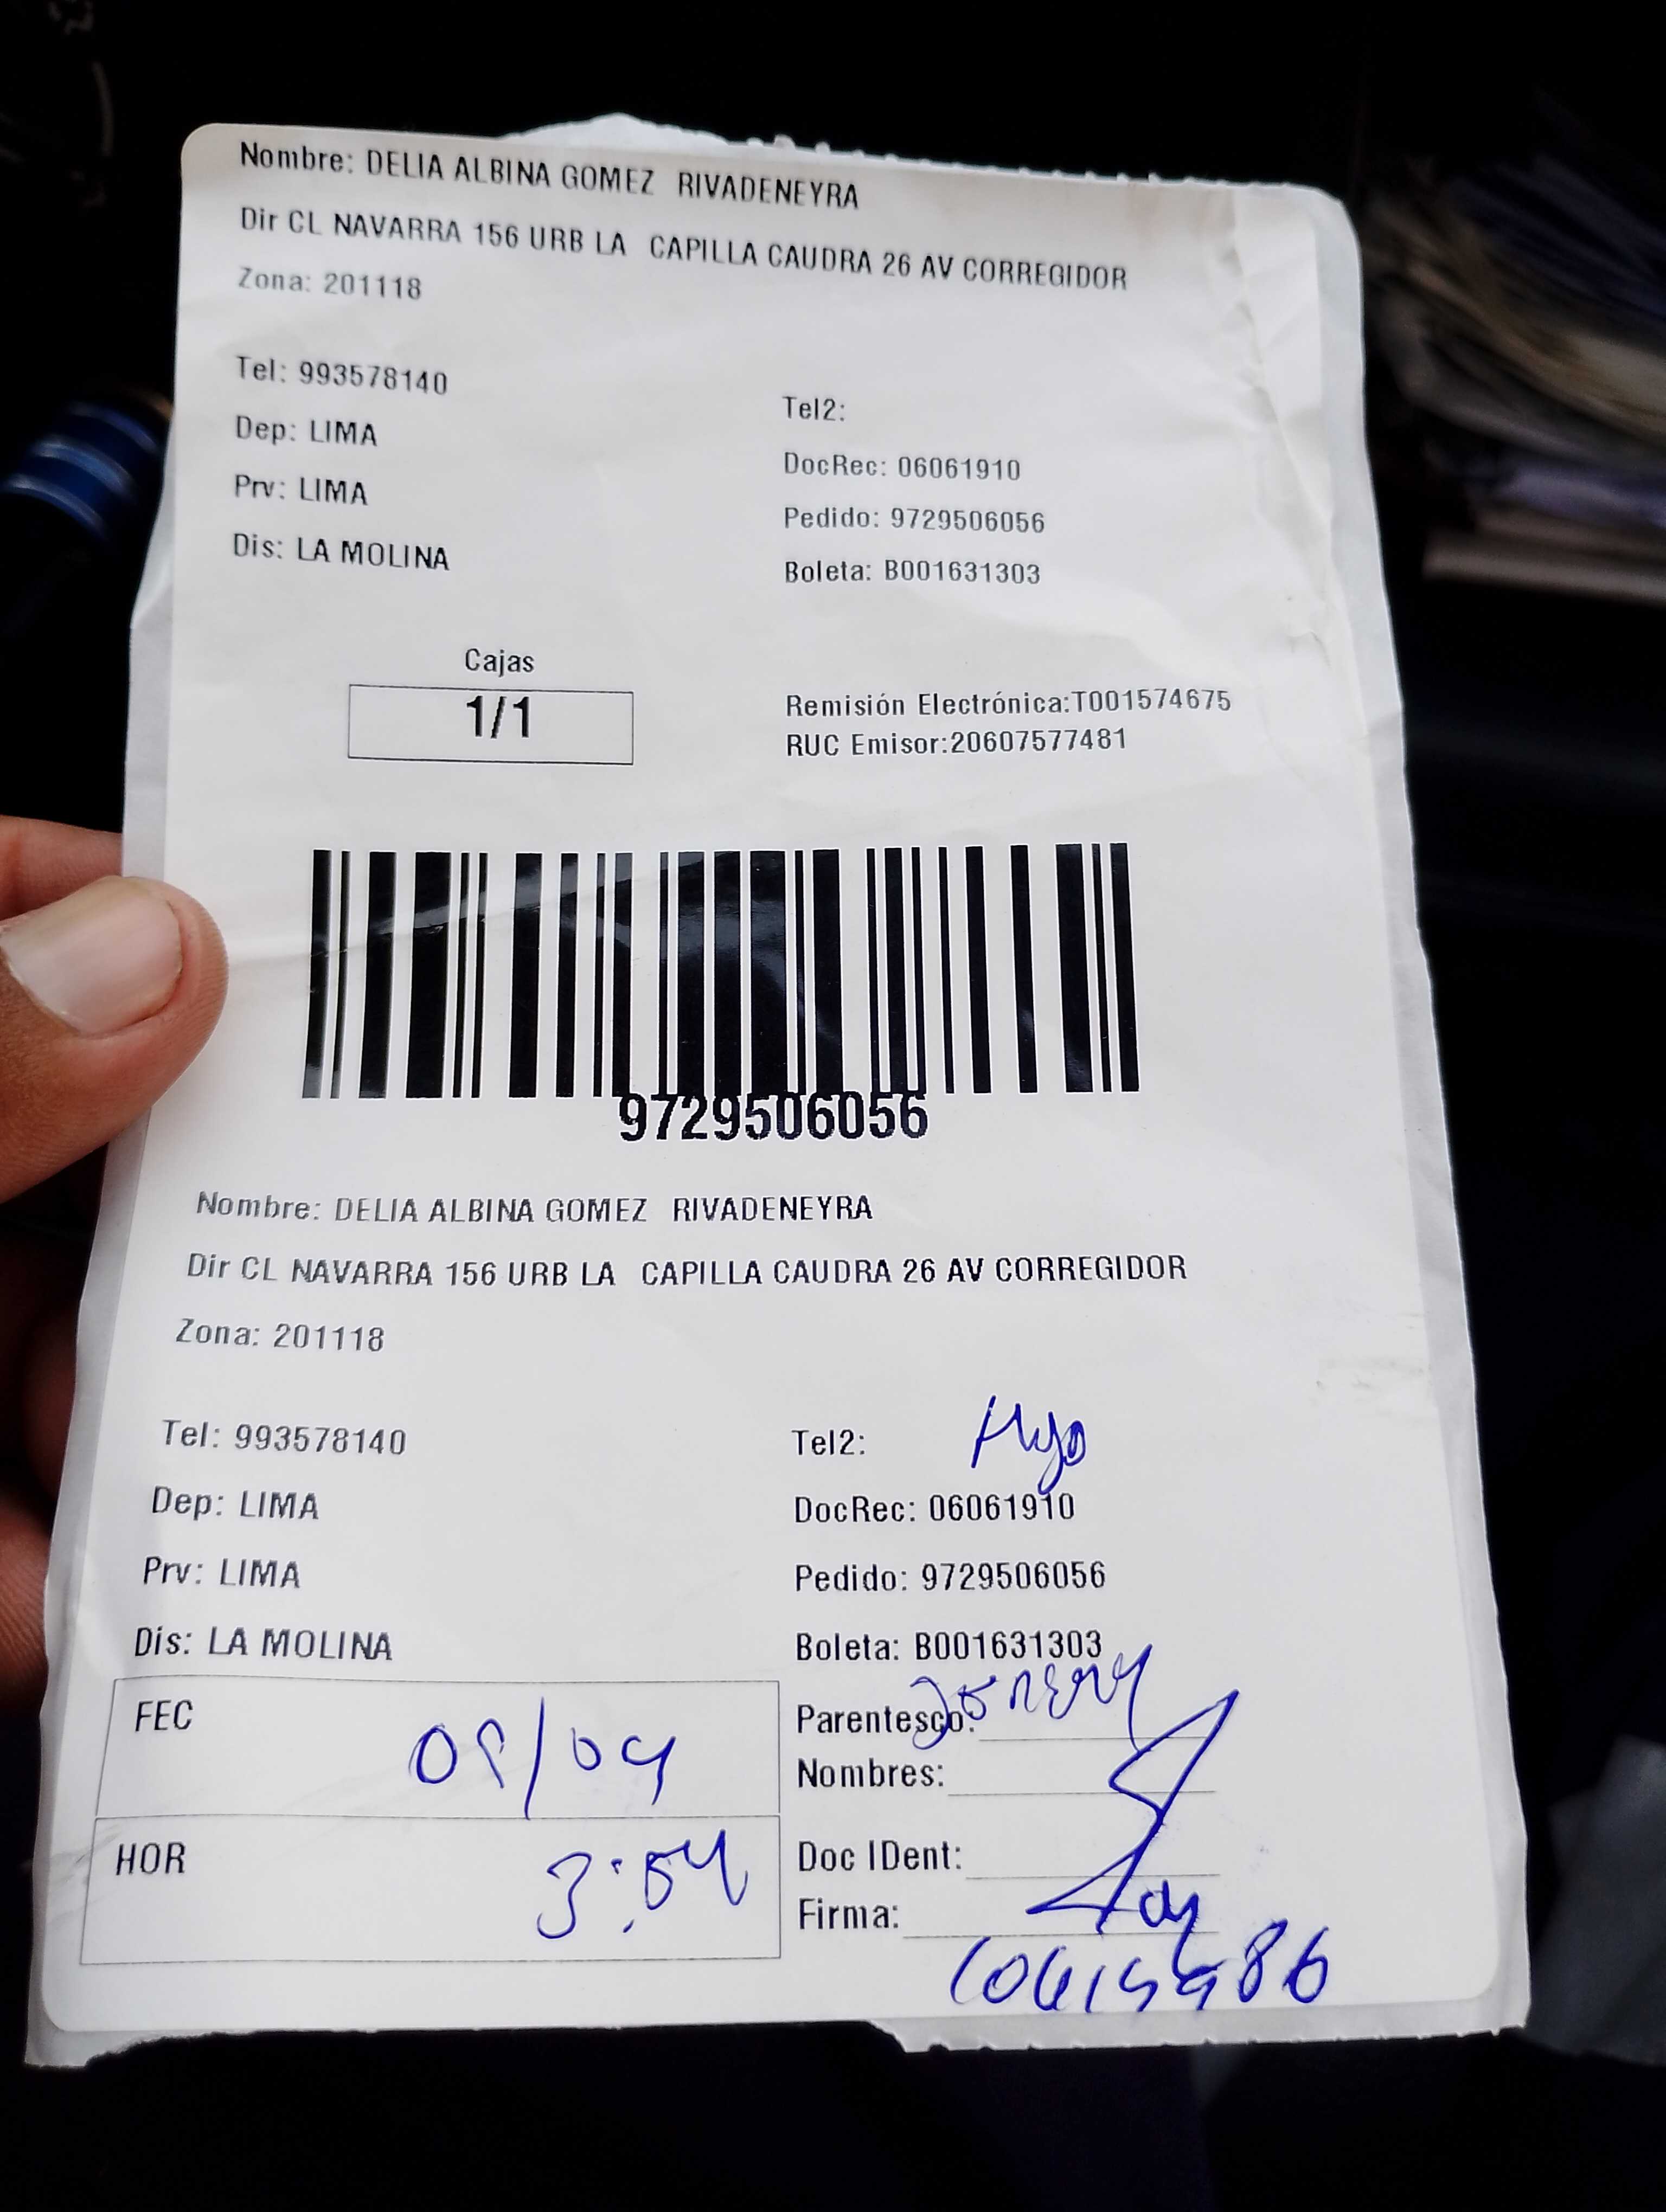 Nombre: DELIA ALBINA GOMEZ RIVADENEYRA
Dir CL NAVARRA 156 URB LA CAPILLA CAUDRA 26 AV CORREGIDOR
Zona: 201118
Tel: 993578140
Tel2:
Dep: LIMA
DocRec: 06061910
Prv: LIMA
Pedido: 9729506056
Dis: LA MOLINA
Boleta: B001631303
Cajas
1/1
Remisión Electrónica:T001574675
RUC Emisor:20607577481
9729506056
Nombre: DELIA ALBINA GOMEZ RIVADENEYRA
Dir CL NAVARRA 156 URB LA CAPILLA CAUDRA 26 AV CORREGIDOR
Zona: 201118
Tel: 993578140
Tel2:
Dep: LIMA
DocRec: 06061910
Prv: LIMA
Pedido: 9729506056
Dis: LA MOLINA
Boleta: B001631303
FEC
Parentesco:
Nombres:
HOR 3:54
Doc IDent:
Firma: